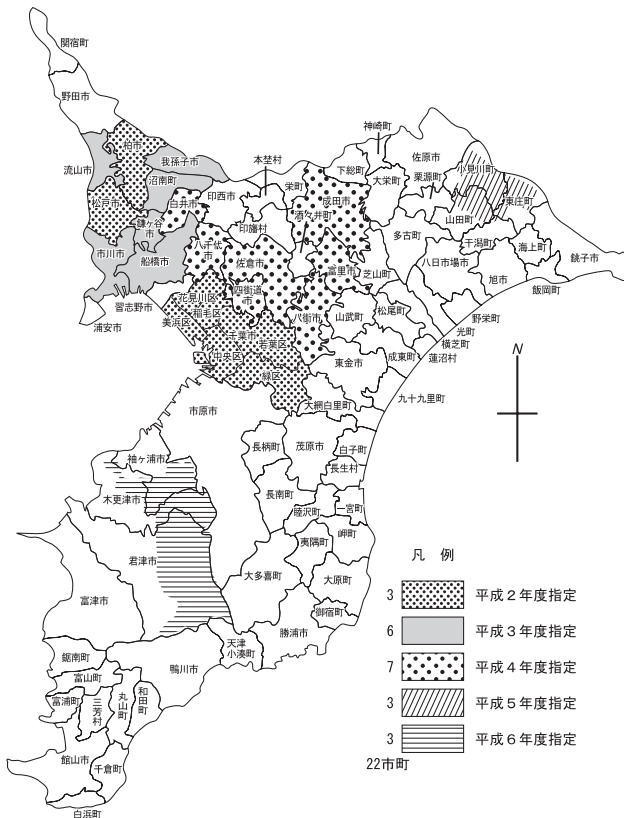 関宿町
野田市
柏市
流山市
我孫子市
沼南町
松戸市
鎌ヶ谷市
白井市
市川市
船橋市
習志野市
浦安市
印西市
本埜村
印旛村
栄町
酒々井町
成田市
下総町
神崎町
大栄町
佐原市
栗源町
小見川町
山田町
東庄町
干潟町
海上町
銚子市
旭市
飯岡町
多古町
八日市場市
八千代市
佐倉市
四街道市
富里市
芝山町
八街市
山武町
松尾町
野栄町
光町
横芝町
蓮沼村
成東町
花見川区
稲毛区
美浜区
千葉市
若葉区
中央区
緑区
東金市
九十九里町
大網白里町
市原市
長柄町
茂原市
白子町
長生村
袖ヶ浦市
木更津市
長南町
睦沢町
一宮町
君津市
夷隅町
岬町
大多喜町
大原町
富津市
御宿町
勝浦市
天津小湊町
鴨川市
鋸南町
富山町
富浦町
三芳村
丸山町
和田町
館山市
千倉町
白浜町
N
凡 例
3 平成2年度指定
6 平成3年度指定
7 平成4年度指定
3 平成5年度指定
3 平成6年度指定
22市町